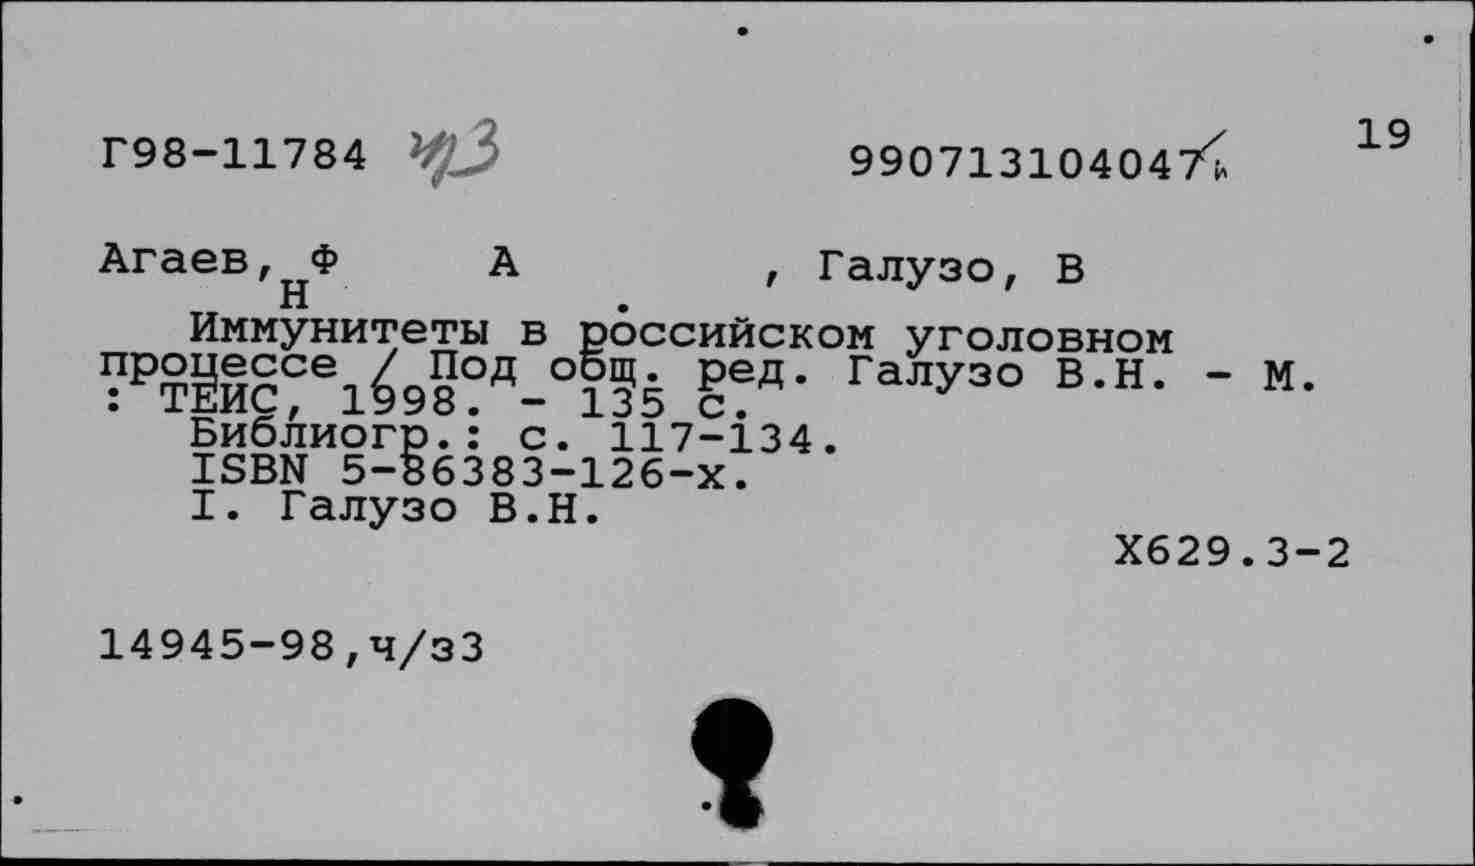 Г98-11784 ч/з3 990713104047 19
Агаев, Ф А , Галузо, В
Н .
Иммунитеты в российском уголовном
процессе / Под общ. ред. Галузо В.Н. - М.
: ТЕИС, 1998. - 135 с.
Библиогр.: с. 117-134.
ISBN 5-86383-126-х.
I. Галузо В.Н.
Х629.3-2
14945-98,ч/з3